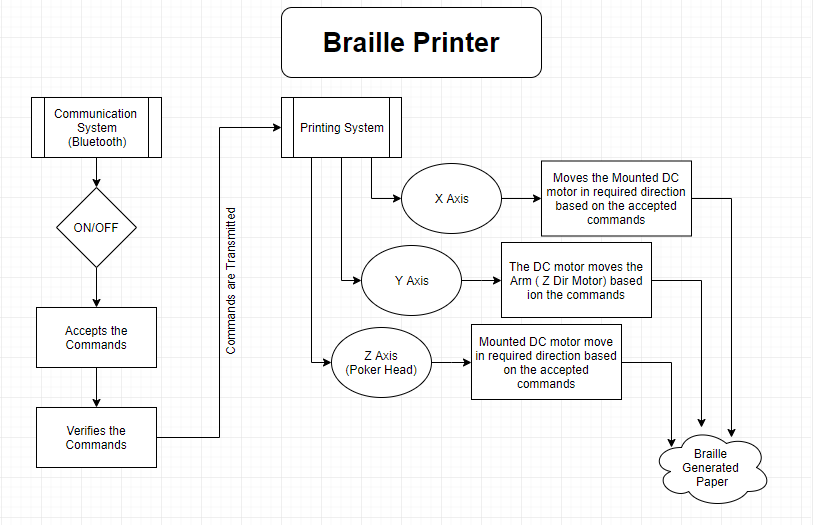 Braille Printer
Communication
System
(Bluetooth)
ON/OFF
Accepts the
Commands
Verifies the
Commands
Commands are Transmitted
Printing System
X Axis
Moves the Mounted DC
motor in required direction
based on the accepted
commands
Y Axis
The DC motor moves the
Arm ( Z Dir Motor) based
ion the commands
Z Axis
(Poker Head)
Mounted DC motor move
in required direction based
on the accepted
commands
Braille
Generated
Paper